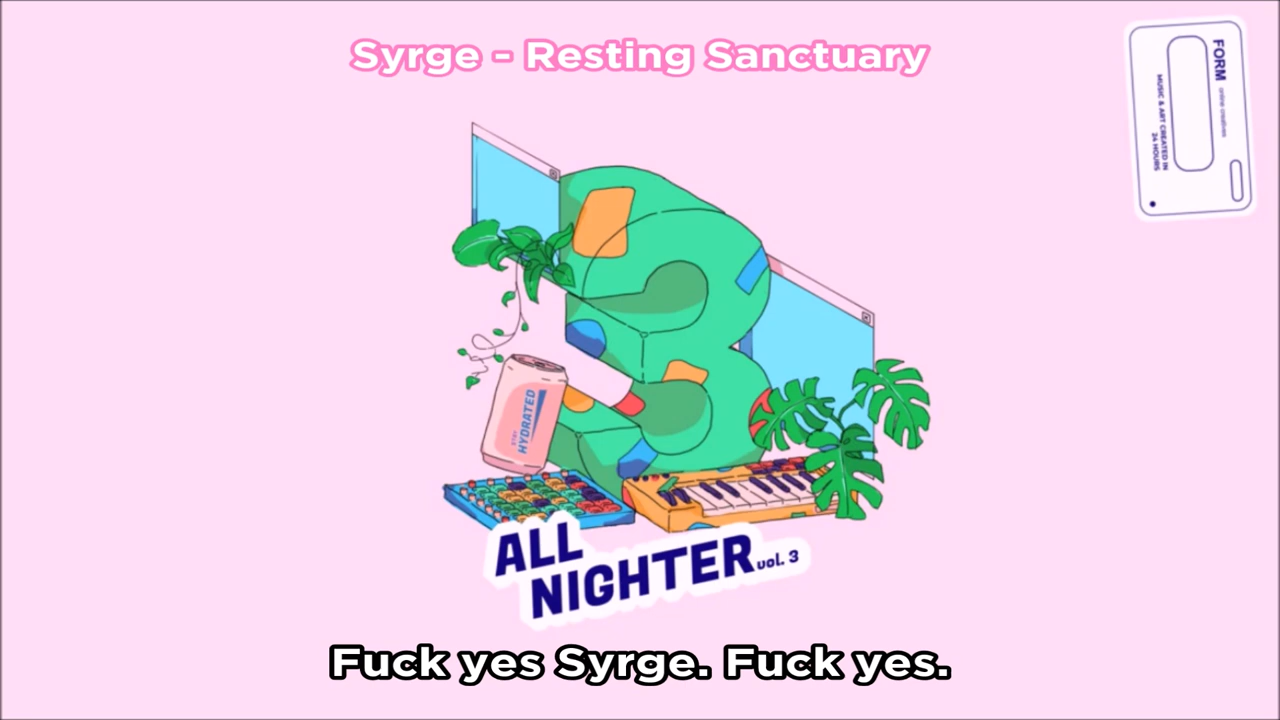 Syrge - Resting Sanctuary
FORM online creatives
MUSIC & ART CREATED IN
24 HOURS
STAY
HYDRATED
ALL
NIGHTER vol. 3
Fuck yes Syrge. Fuck yes.